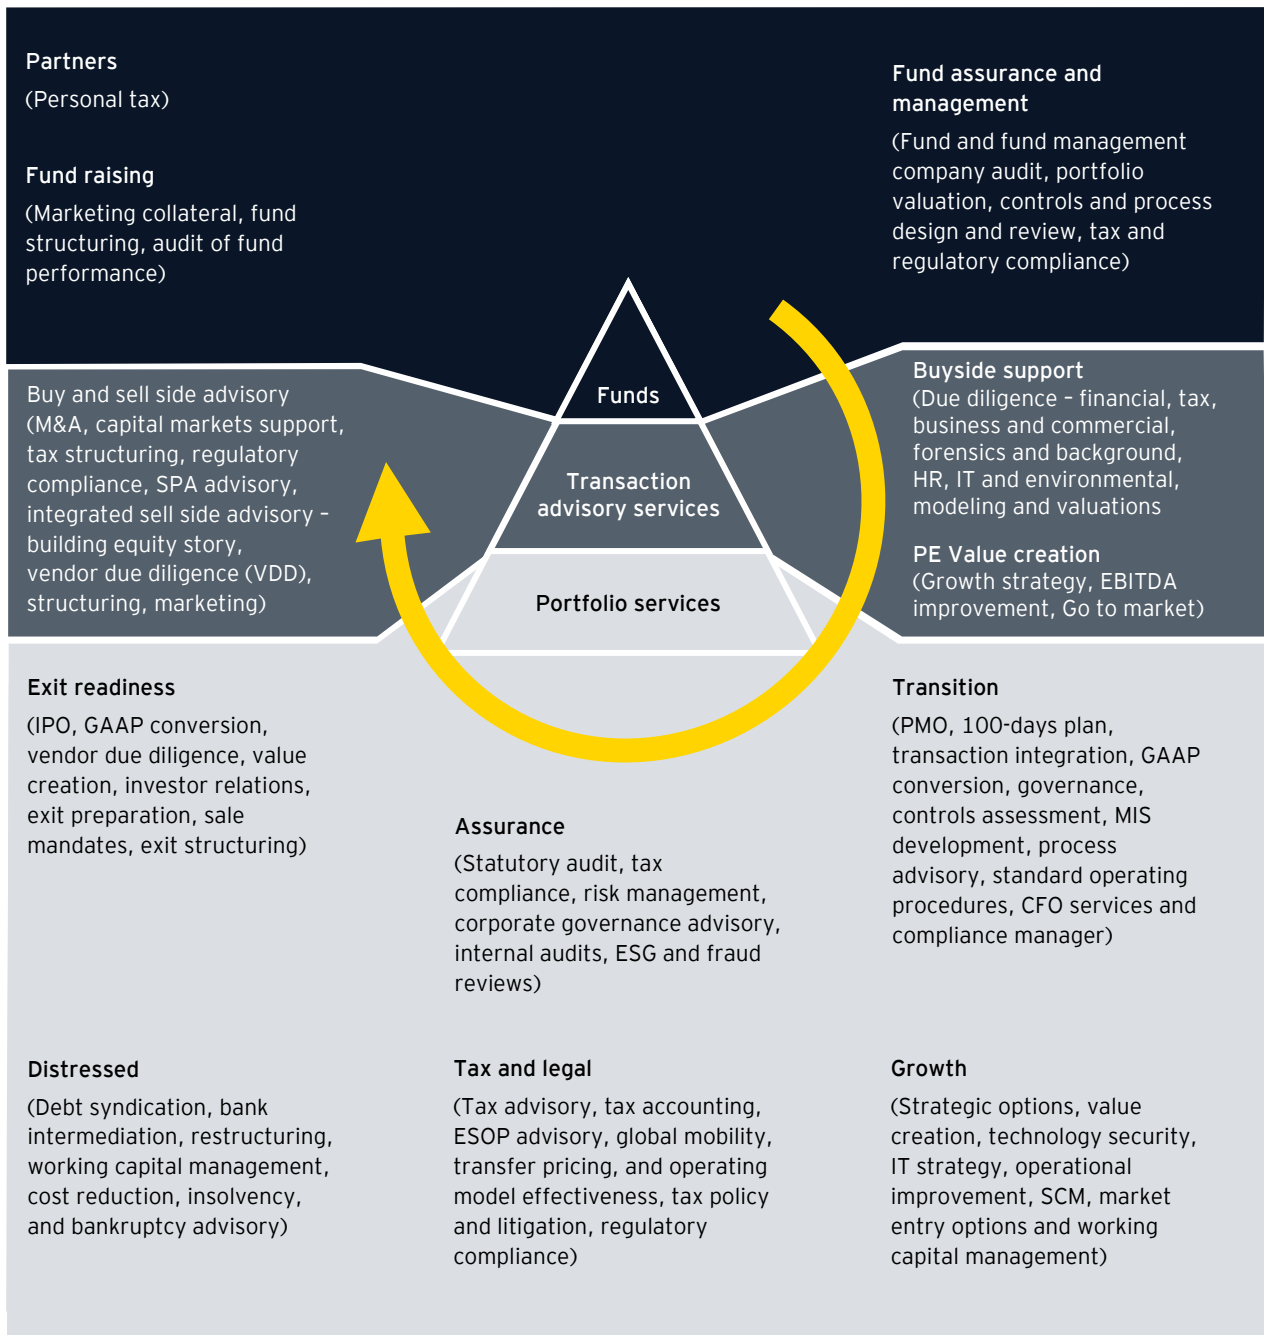 Partners
(Personal tax)
Fund raising
(Marketing collateral, fund
structuring, audit of fund
performance)
Fund assurance and
management
(Fund and fund management
company audit, portfolio
valuation, controls and process
design and review, tax and
regulatory compliance)
Funds
Transaction
advisory services
Portfolio services
Buy and sell side advisory
(M&A, capital markets support,
tax structuring, regulatory
compliance, SPA advisory,
integrated sell side advisory –
building equity story,
vendor due diligence (VDD),
structuring, marketing)
Buyside support
(Due diligence – financial, tax,
business and commercial,
forensics and background,
HR, IT and environmental,
modeling and valuations
PE Value creation
(Growth strategy, EBITDA
improvement, Go to market)
Exit readiness
(IPO, GAAP conversion,
vendor due diligence, value
creation, investor relations,
exit preparation, sale
mandates, exit structuring)
Assurance
(Statutory audit, tax
compliance, risk management,
corporate governance advisory,
internal audits, ESG and fraud
reviews)
Transition
(PMO, 100-days plan,
transaction integration, GAAP
conversion, governance,
controls assessment, MIS
development, process
advisory, standard operating
procedures, CFO services and
compliance manager)
Distressed
(Debt syndication, bank
intermediation, restructuring,
working capital management,
cost reduction, insolvency,
and bankruptcy advisory)
Tax and legal
(Tax advisory, tax accounting,
ESOP advisory, global mobility,
transfer pricing, and operating
model effectiveness, tax policy
and litigation, regulatory
compliance)
Growth
(Strategic options, value
creation, technology security,
IT strategy, operational
improvement, SCM, market
entry options and working
capital management)